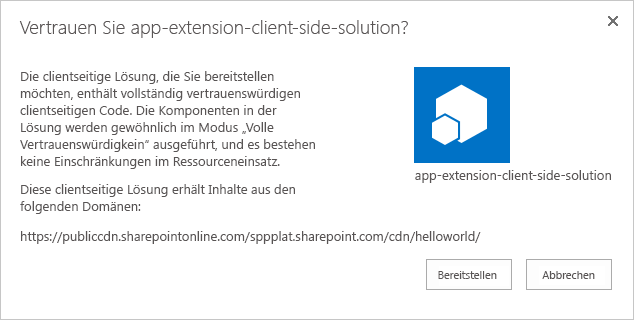 Vertrauen Sie app-extension-client-side-solution?
Die clientseitige Lösung, die Sie bereitstellen
möchten, enthält vollständig vertrauenswürdigen
clientseitigen Code. Die Komponenten in der
Lösung werden gewöhnlich im Modus „Volle
Vertrauenswürdigkein“ ausgeführt, und es bestehen
keine Einschränkungen im Ressourceneinsatz.
app-extension-client-side-solution
Diese clientseitige Lösung erhält Inhalte aus den
folgenden Domänen:
https://publiccdn.sharepointonline.com/sppplat.sharepoint.com/cdn/helloworld/
Bereitstellen
Abbrechen